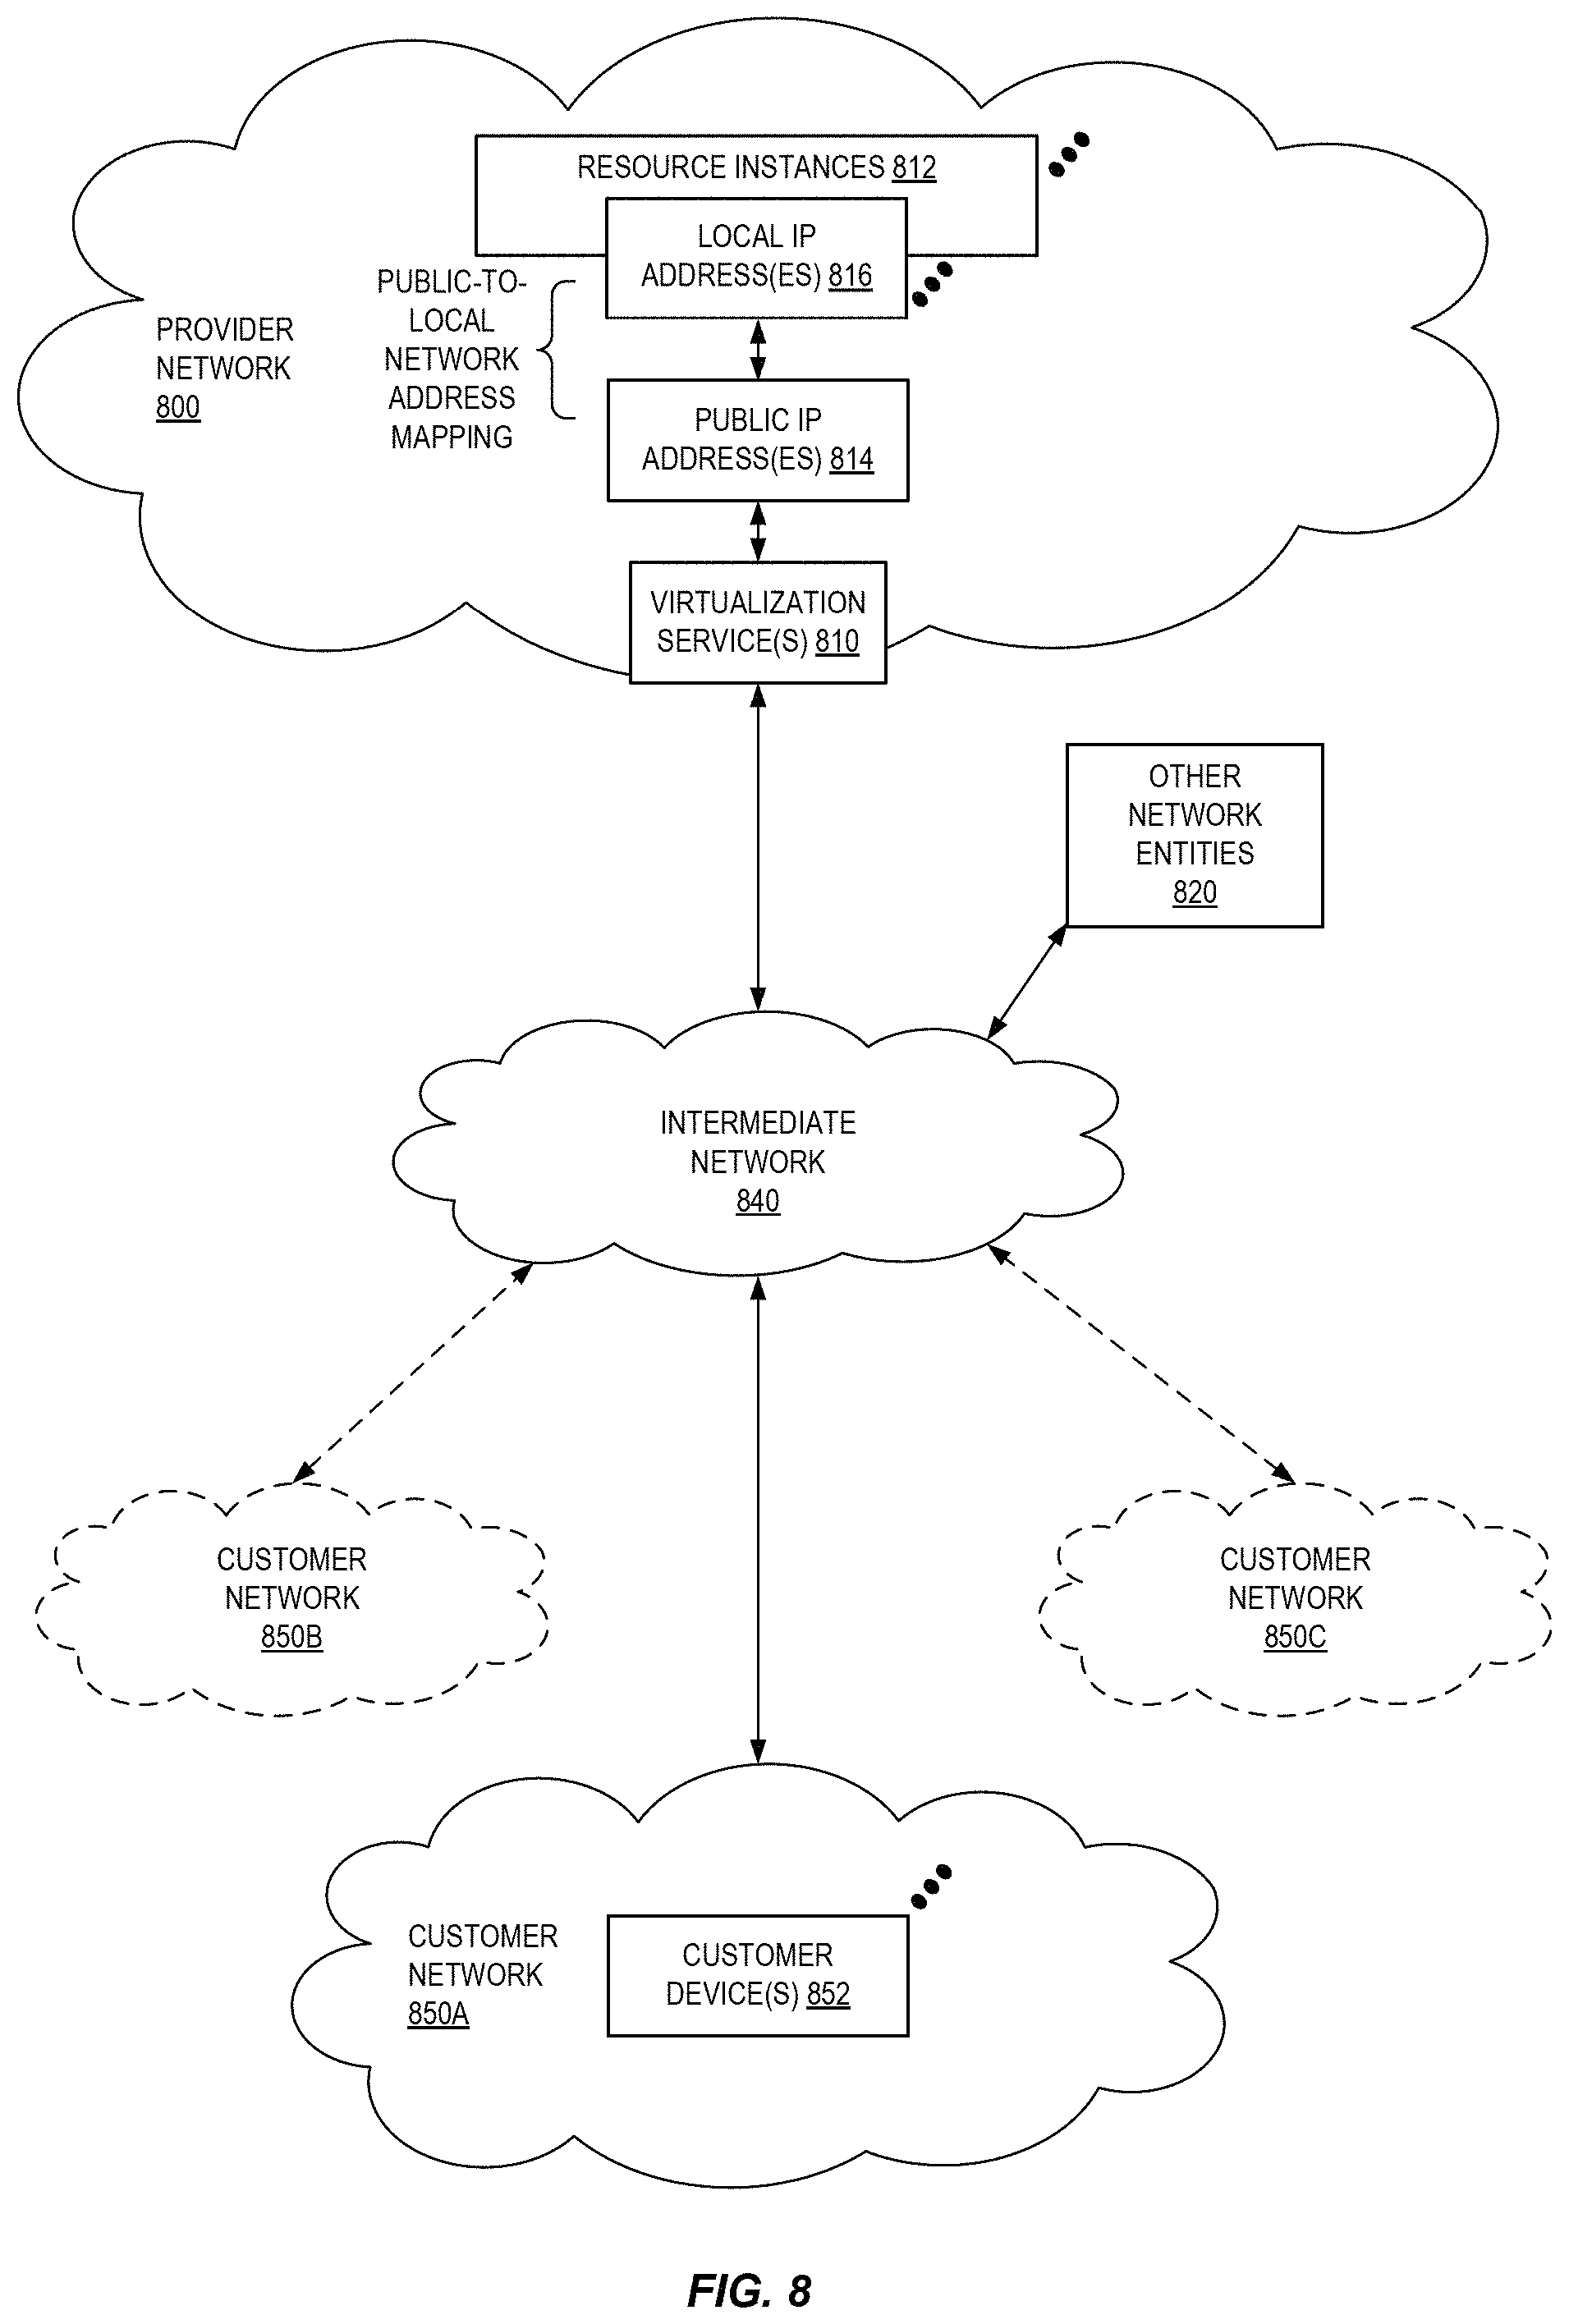 RESOURCE INSTANCES 812
LOCAL IP
ADDRESS(ES) 816
PUBLIC-TO-
LOCAL
NETWORK
ADDRESS
MAPPING
PROVIDER
NETWORK
800
PUBLIC IP
ADDRESS(ES) 814
VIRTUALIZATION
SERVICE(S) 810
OTHER
NETWORK
ENTITIES
820
INTERMEDIATE
NETWORK
840
CUSTOMER
NETWORK
850B
CUSTOMER
NETWORK
850C
CUSTOMER
NETWORK
850A
CUSTOMER
DEVICE(S) 852
FIG. 8